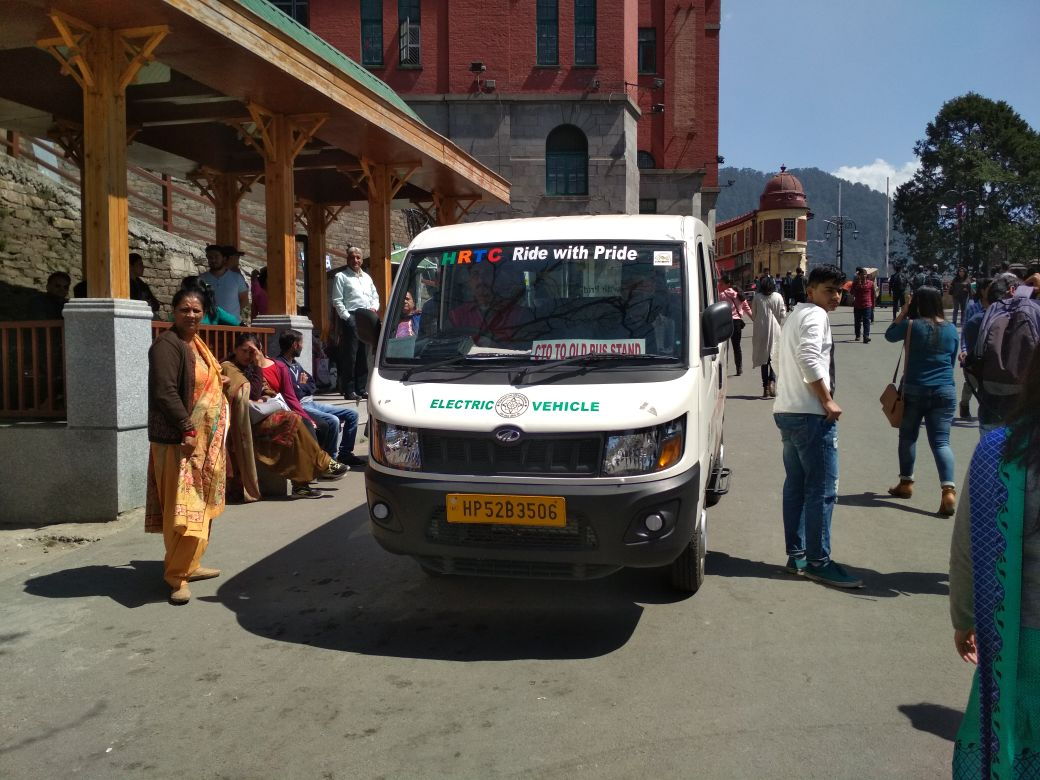 HRTC Ride with Pride
CTO TO OLD BUS STAND
ELECTRIC VEHICLE
HP52B3506